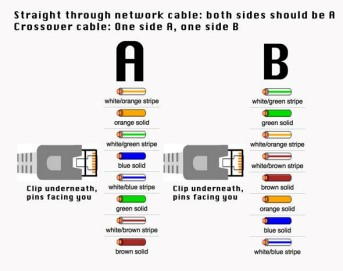 Straight through network cable: both sides should be A
Crossover cable: One side A, one side B
A
white/orange stripe
orange solid
white/green stripe
blue solid
white/blue stripe
green solid
white/brown stripe
brown solid
Clip underneath,
pins facing you
B
white/green stripe
green solid
white/orange stripe
white/brown stripe
brown solid
orange solid
blue solid
white/blue stripe
Clip underneath,
pins facing you